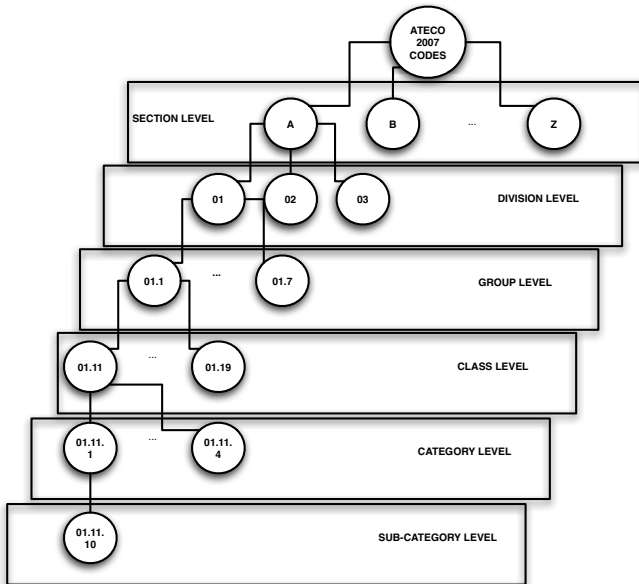 ATECO
2007
CODES
SECTION LEVEL
A
B
...
Z
01
02
03
DIVISION LEVEL
01.1
...
01.7
GROUP LEVEL
01.11
...
01.19
CLASS LEVEL
01.11.
1
...
01.11.
4
CATEGORY LEVEL
01.11.
10
SUB-CATEGORY LEVEL